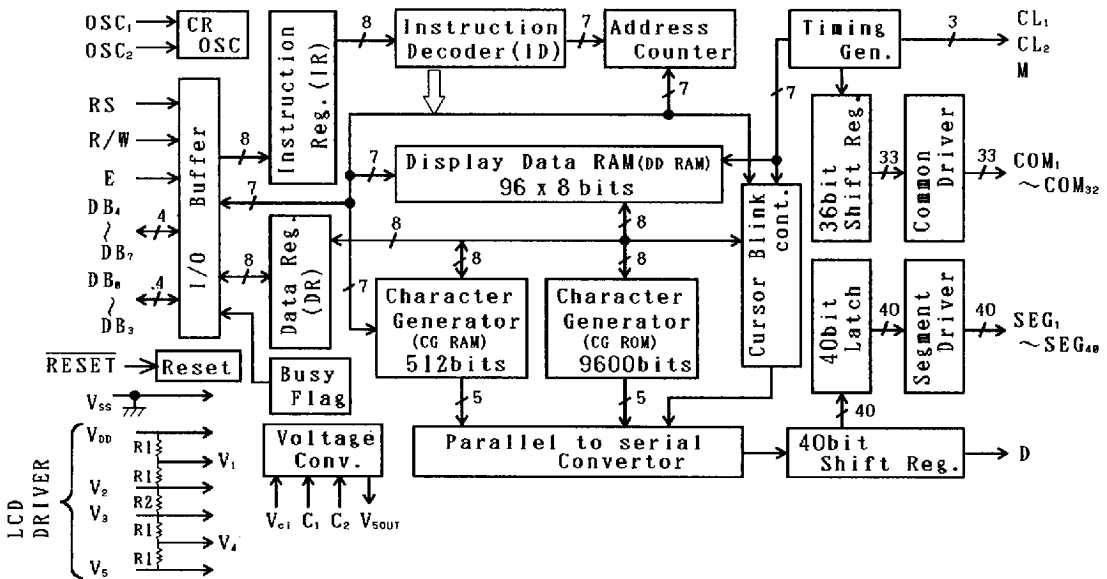 OSC₁
OSC₂
CR
OSC
RS
R/W
E
DB₄
~
DB₇
DB₀
~
DB₃
RESET
Reset
I/O Buffer
4
4
8
7
8
Instruction
Reg. (IR)
8
Instruction
Decoder(ID)
7
Address
Counter
7
Timing
Gen.
3
CL₁
CL₂
M
7
7
Display Data RAM(DD RAM)
96 x 8 bits
8
36bit
Shift Reg.
33
Common
Driver
33
COM₁
~COM₃₂
Data Reg.
(DR)
8
8
8
7
Character
Generator
(CG RAM)
512bits
5
Character
Generator
(CG ROM)
9600bits
5
Cursor Blink
cont.
40bit
Latch
40
Segment
Driver
40
SEG₁
~SEG₄₀
40
Busy
Flag
Voltage
Conv.
Vci
C₁
C₂
V5OUT
Parallel to serial
Convertor
40bit
Shift Reg.
D
LCD
DRIVER
VSS
VDD
R1
V₁
R1
V₂
R2
V₃
R1
V₄
R1
V₅